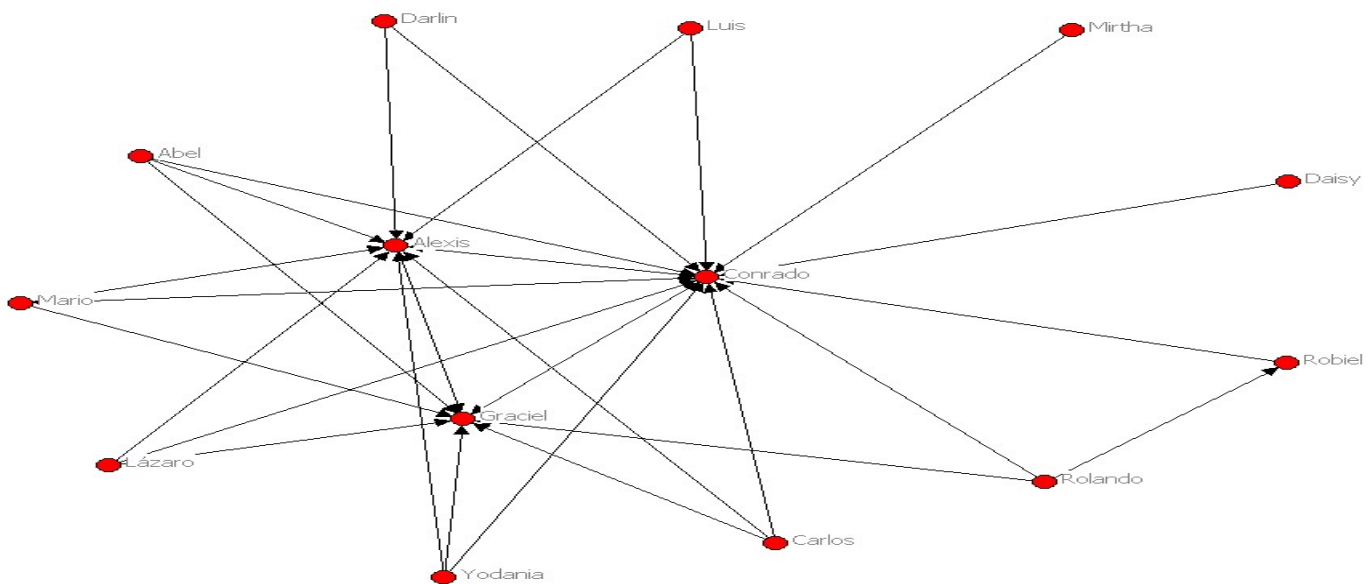 Darlin
Luis
Mirtha
Abel
Daisy
Alexis
Conrado
Mario
Robiel
Graciel
Lázaro
Rolando
Carlos
Yodania